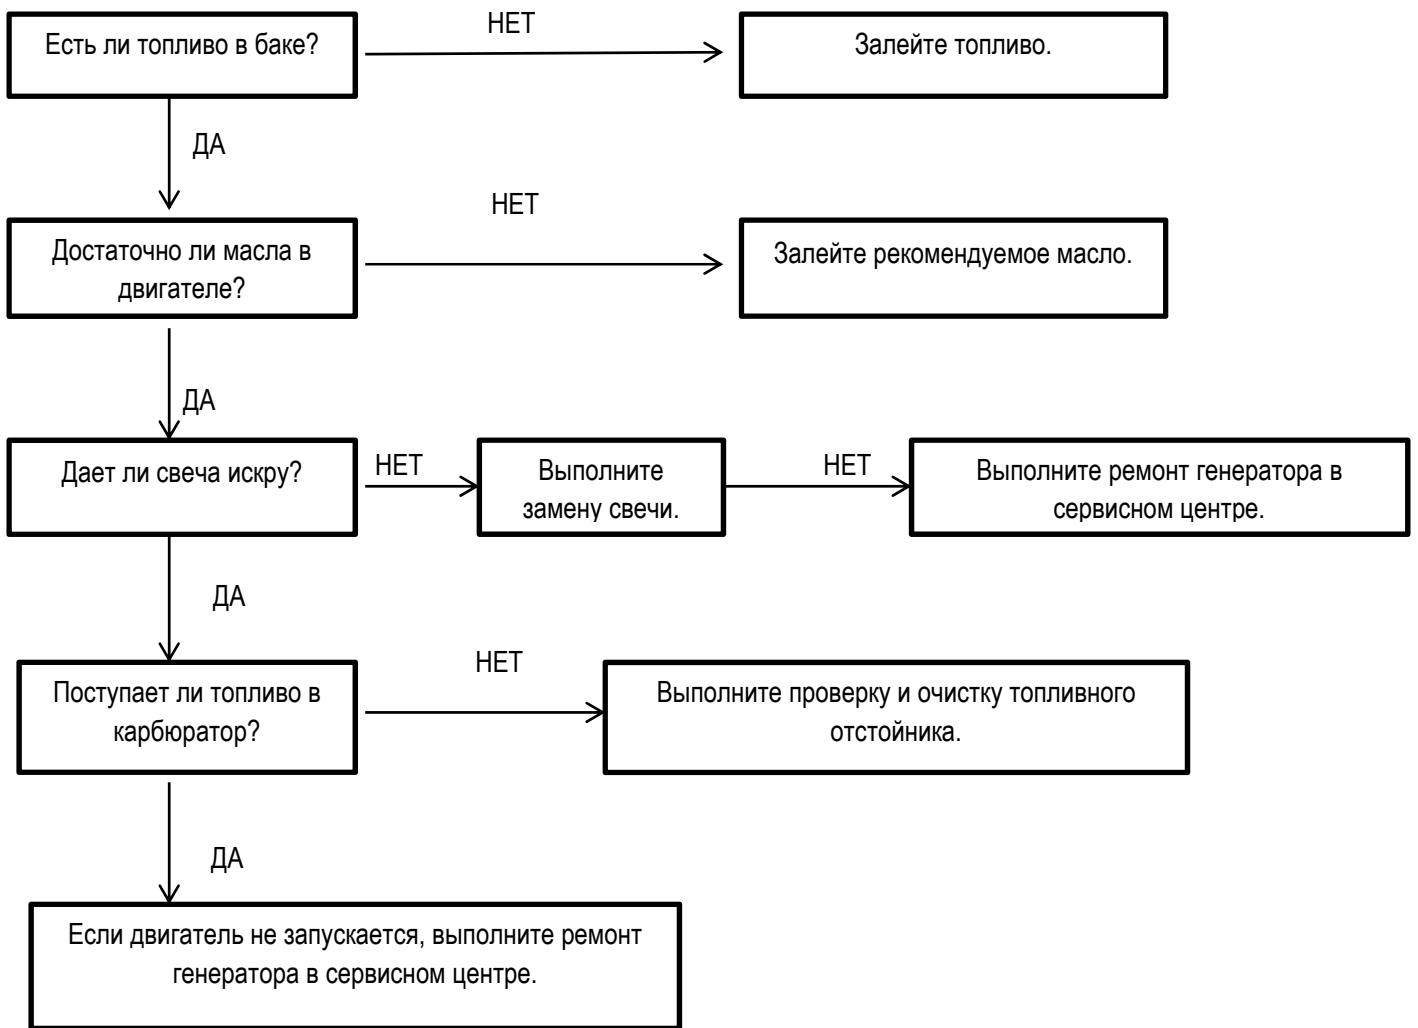 Есть ли топливо в баке?
НЕТ
Залейте топливо.
ДА
Достаточно ли масла в
двигателе?
НЕТ
Залейте рекомендуемое масло.
ДА
Дает ли свеча искру?
НЕТ
Выполните
замену свечи.
НЕТ
Выполните ремонт генератора в
сервисном центре.
ДА
Поступает ли топливо в
карбюратор?
НЕТ
Выполните проверку и очистку топливного
отстойника.
ДА
Если двигатель не запускается, выполните ремонт
генератора в сервисном центре.